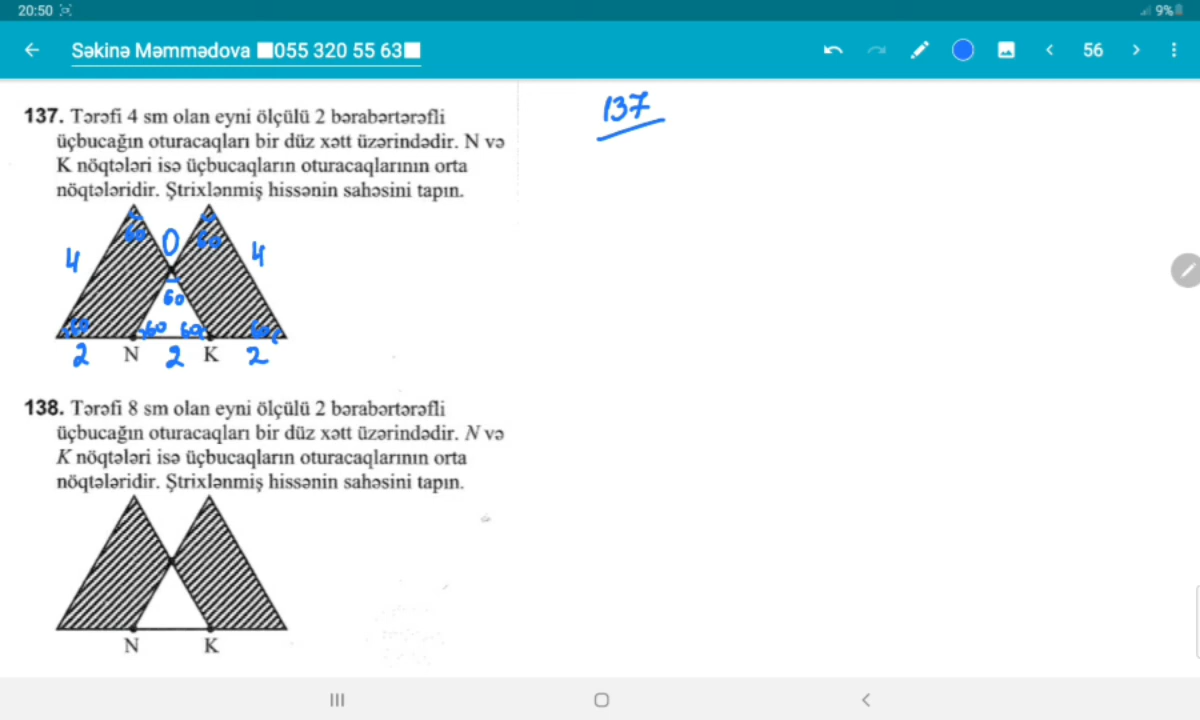 20:50
9%
Səkinə Məmmədova 055 320 55 63
56
137. Tərəfi 4 sm olan eyni ölçülü 2 bərabərtərəfli
üçbucağın oturacaqları bir düz xətt üzərindədir. N və
K nöqtələri isə üçbucaqların oturacaqlarının orta
nöqtələridir. Ştrixlənmiş hissənin sahəsini tapın.
137
60 O 60
4 4
60
60 60 60 60
2 N 2 K 2
138. Tərəfi 8 sm olan eyni ölçülü 2 bərabərtərəfli
üçbucağın oturacaqları bir düz xətt üzərindədir. N və
K nöqtələri isə üçbucaqların oturacaqlarının orta
nöqtələridir. Ştrixlənmiş hissənin sahəsini tapın.
N K